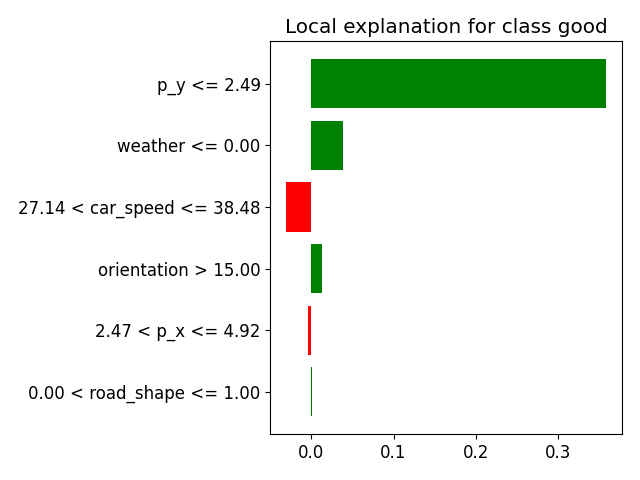 Local explanation for class good
p_y <= 2.49
weather <= 0.00
27.14 < car_speed <= 38.48
orientation > 15.00
2.47 < p_x <= 4.92
0.00 < road_shape <= 1.00
0.0 0.1 0.2 0.3